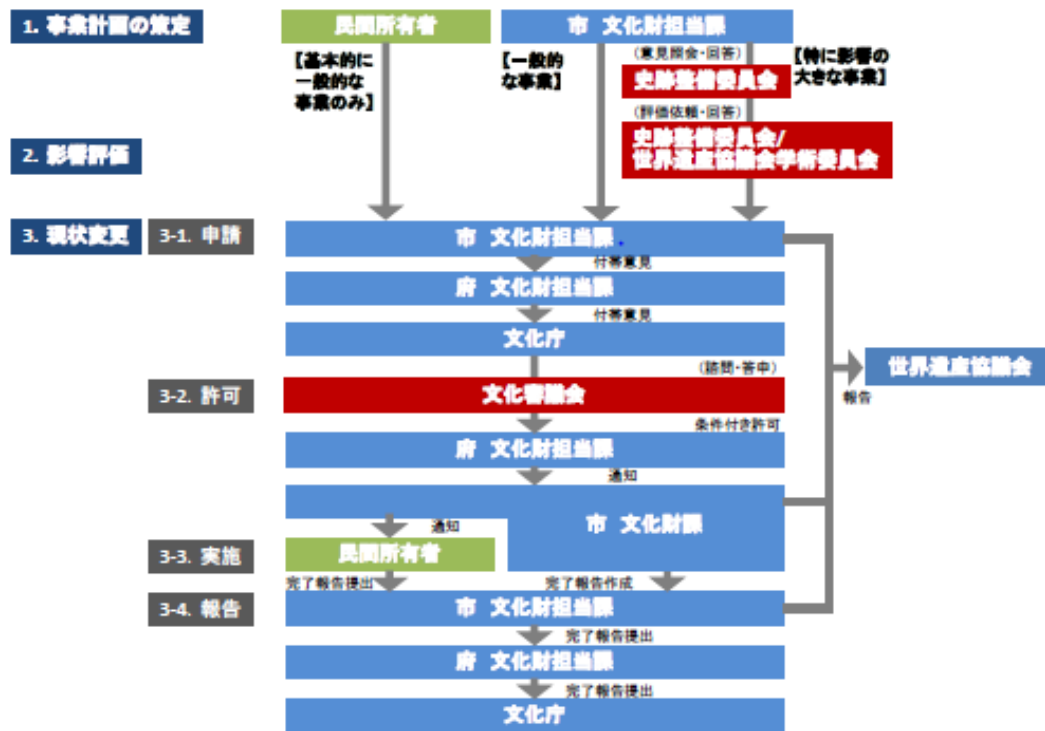 1. 事業計画の策定
民間所有者
市 文化財担当課
【基本的に
一般的な
事業のみ】
【一般的
な事業】
(意見照会・回答)
【特に影響の
大きな事業】
史跡整備委員会
(評価依頼・回答)
2. 影響評価
史跡整備委員会/
世界遺産協議会学術委員会
3. 現状変更
3-1. 申請
市 文化財担当課
付帯意見
府 文化財担当課
付帯意見
文化庁
(諮問・答申)
世界遺産協議会
報告
3-2. 許可
文化審議会
条件付き許可
府 文化財担当課
通知
市 文化財課
通知
3-3. 実施
民間所有者
完了報告提出
完了報告作成
3-4. 報告
市 文化財担当課
完了報告提出
府 文化財担当課
完了報告提出
文化庁